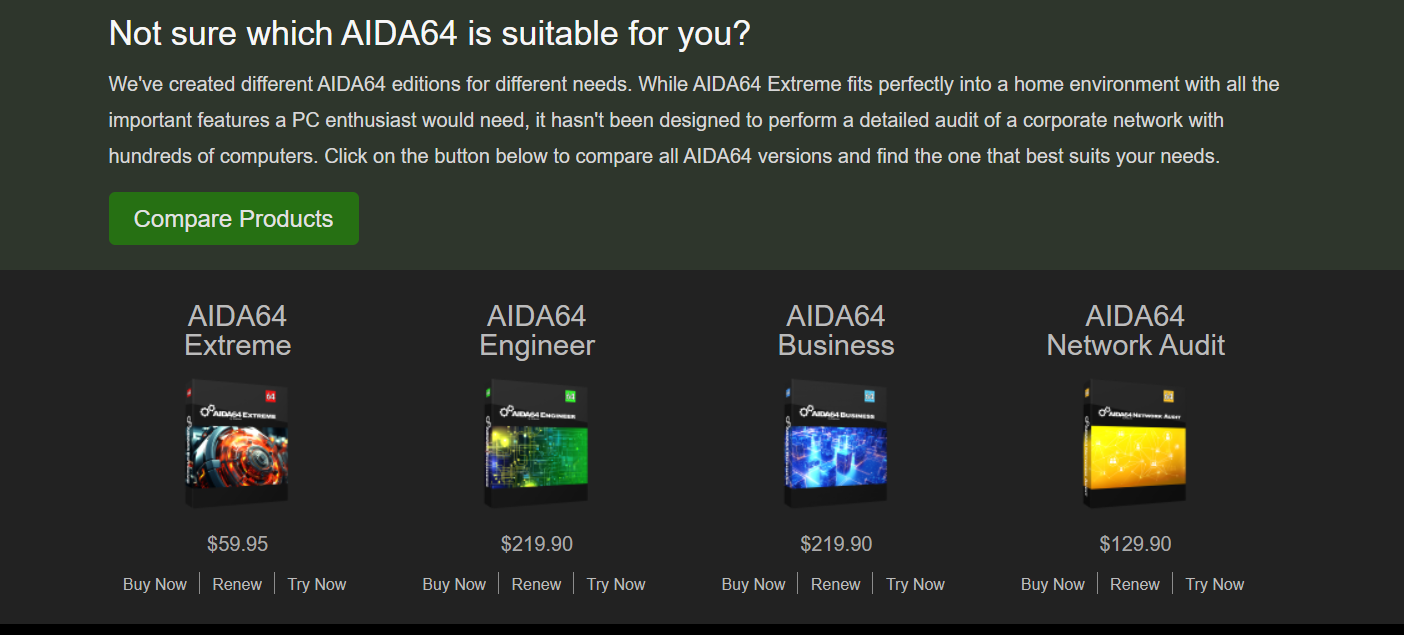 Not sure which AIDA64 is suitable for you?
We've created different AIDA64 editions for different needs. While AIDA64 Extreme fits perfectly into a home environment with all the
important features a PC enthusiast would need, it hasn't been designed to perform a detailed audit of a corporate network with
hundreds of computers. Click on the button below to compare all AIDA64 versions and find the one that best suits your needs.
Compare Products
AIDA64
Extreme
64
AIDA64 EXTREME
$59.95
Buy Now
Renew
Try Now
AIDA64
Engineer
64
AIDA64 ENGINEER
$219.90
Buy Now
Renew
Try Now
AIDA64
Business
64
AIDA64 BUSINESS
$219.90
Buy Now
Renew
Try Now
AIDA64
Network Audit
64
AIDA64 NETWORK AUDIT
$129.90
Buy Now
Renew
Try Now